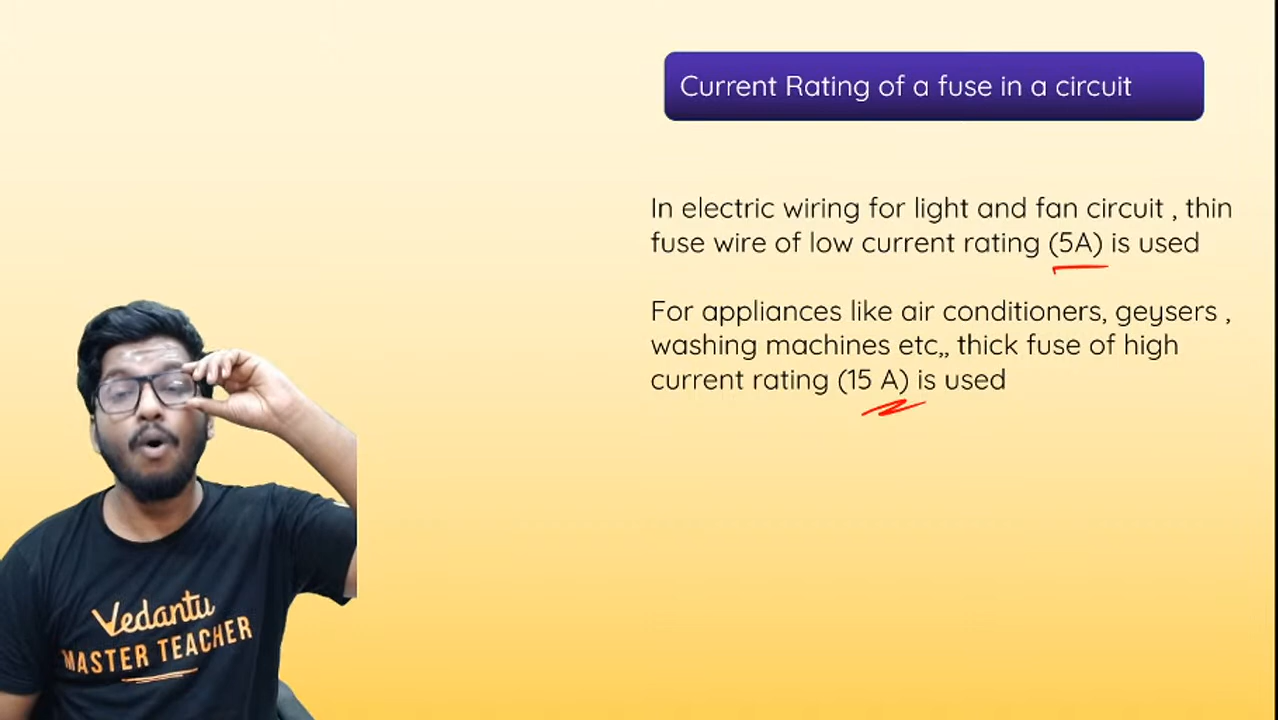 Current Rating of a fuse in a circuit
In electric wiring for light and fan circuit , thin
fuse wire of low current rating (5A) is used
For appliances like air conditioners, geysers ,
washing machines etc,, thick fuse of high
current rating (15 A) is used
Vedantu
MASTER TEACHER